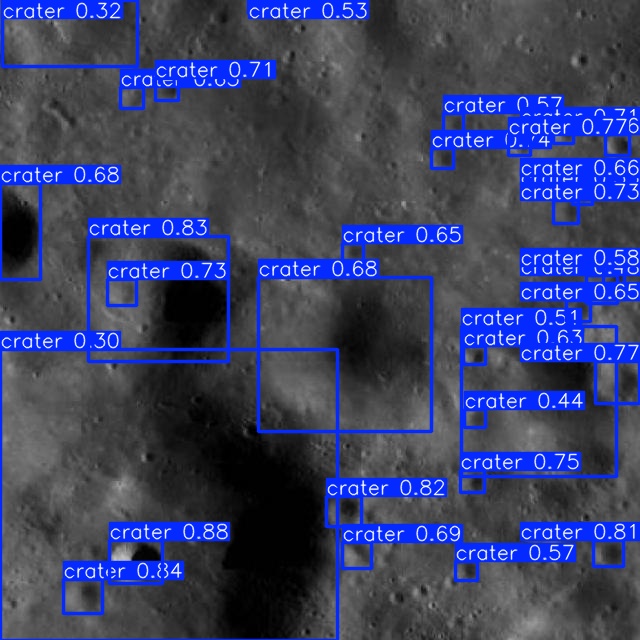 crater 0.32
crater 0.53
crater 0.71
crater 0.57
crater 0.66
crater 0.73
crater 0.68
crater 0.83
crater 0.65
crater 0.73
crater 0.68
crater 0.58
crater 0.65
crater 0.51
crater 0.63
crater 0.30
crater 0.77
crater 0.44
crater 0.75
crater 0.82
crater 0.88
crater 0.69
crater 0.81
crater 0.57
crater 0.84